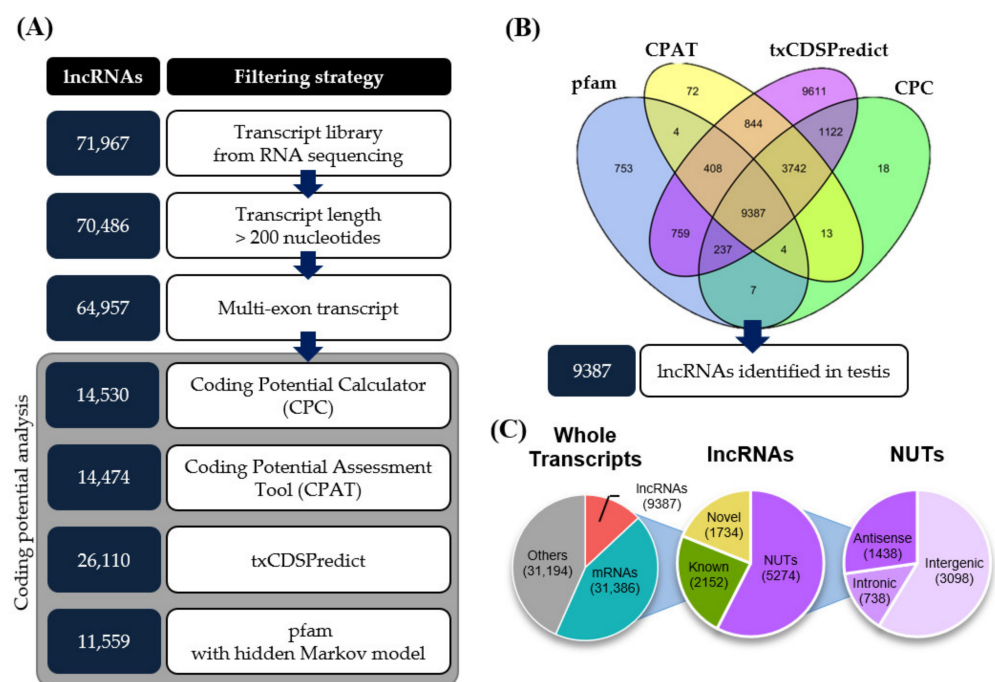 (A)
lncRNAs
Filtering strategy
71,967
Transcript library
from RNA sequencing
70,486
Transcript length
> 200 nucleotides
64,957
Multi-exon transcript
Coding potential analysis
14,530
Coding Potential Calculator
(CPC)
14,474
Coding Potential Assessment
Tool (CPAT)
26,110
txCDSPredict
11,559
pfam
with hidden Markov model
(B)
CPAT
txCDSPredict
pfam
CPC
72
9611
4
844
1122
753
408
3742
18
9387
759
13
237
4
7
9387
lncRNAs identified in testis
(C)
Whole
Transcripts
lncRNAs
(9387)
Others
(31,194)
mRNAs
(31,386)
lncRNAs
Novel
(1734)
Known
(2152)
NUTs
(5274)
NUTs
Antisense
(1438)
Intronic
(738)
Intergenic
(3098)